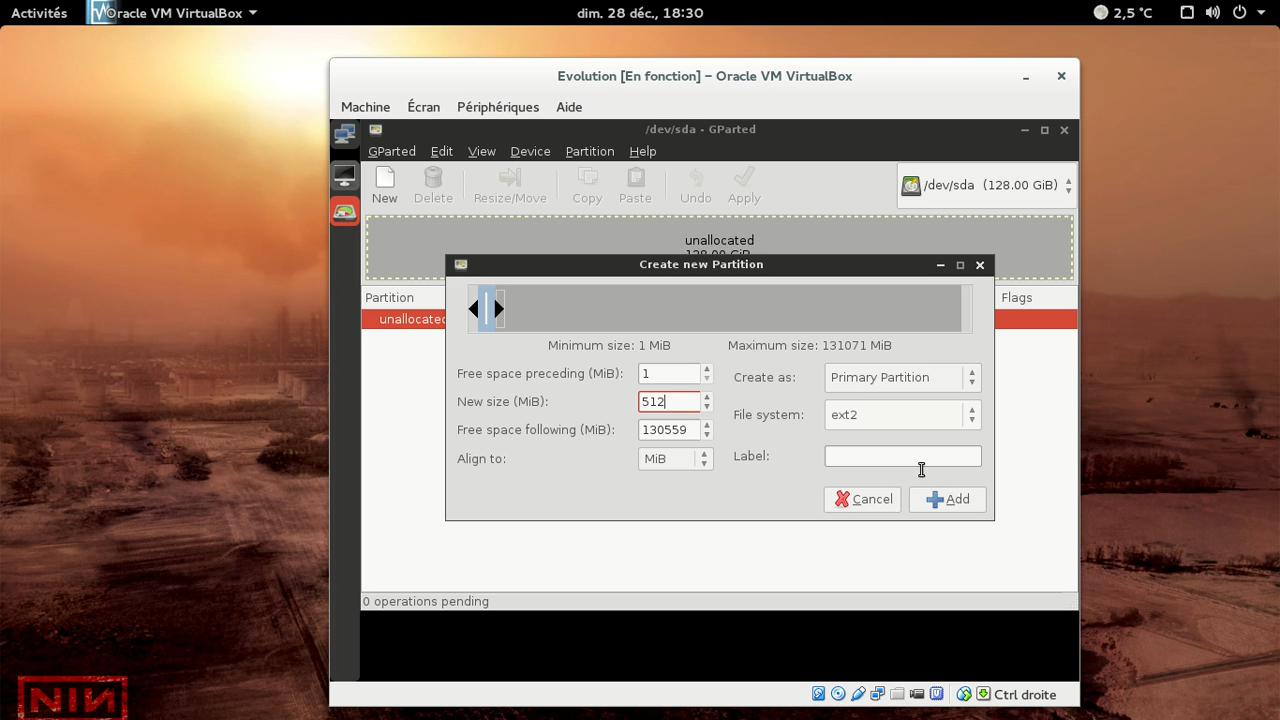 Activités Oracle VM VirtualBox dim. 28 déc., 18:30 2,5 °C
Evolution [En fonction] – Oracle VM VirtualBox
Machine Écran Périphériques Aide
/dev/sda - GParted
GParted Edit View Device Partition Help
New Delete Resize/Move Copy Paste Undo Apply /dev/sda (128.00 GiB)
unallocated
128.00 GiB
Create new Partition
Partition Flags
unallocated
Minimum size: 1 MiB Maximum size: 131071 MiB
Free space preceding (MiB): 1 Create as: Primary Partition
New size (MiB): 512 File system: ext2
Free space following (MiB): 130559
Align to: MiB Label:
Cancel Add
0 operations pending
NIN
Ctrl droite